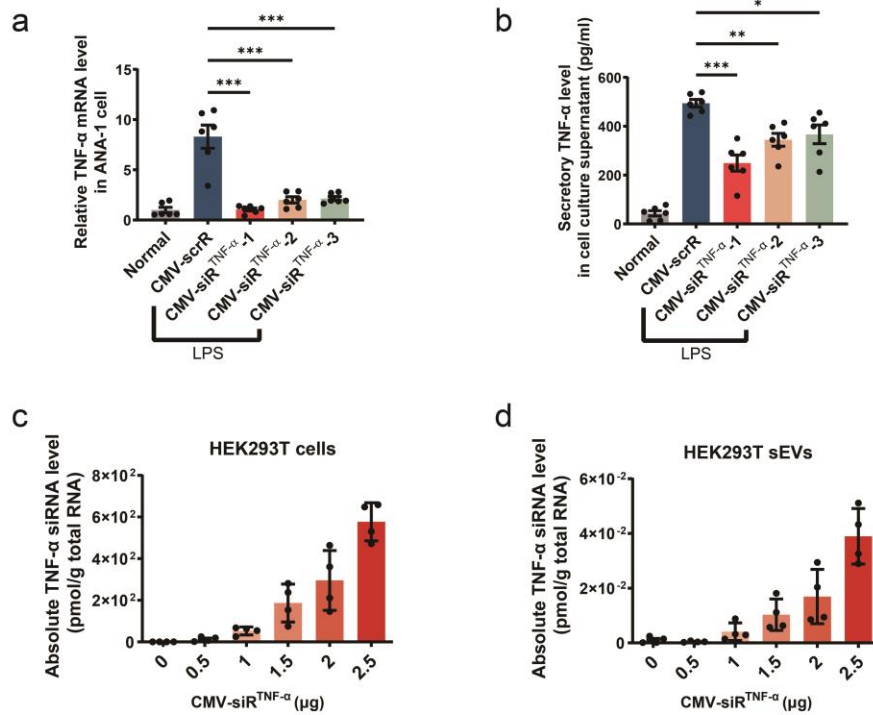 a
Relative TNF-α mRNA level
in ANA-1 cell
15
10
5
0
***
***
***
Normal
CMV-scrR
CMV-siR^TNF-α-1
CMV-siR^TNF-α-2
CMV-siR^TNF-α-3
LPS
b
Secretory TNF-α level
in cell culture supernatant (pg/ml)
600
400
200
0
*
**
***
Normal
CMV-scrR
CMV-siR^TNF-α-1
CMV-siR^TNF-α-2
CMV-siR^TNF-α-3
LPS
c
HEK293T cells
Absolute TNF-α siRNA level
(pmol/g total RNA)
8×10²
6×10²
4×10²
2×10²
0
0
0.5
1
1.5
2
2.5
CMV-siR^TNF-α (μg)
d
HEK293T sEVs
Absolute TNF-α siRNA level
(pmol/g total RNA)
6×10⁻²
4×10⁻²
2×10⁻²
0
0
0.5
1
1.5
2
2.5
CMV-siR^TNF-α (μg)